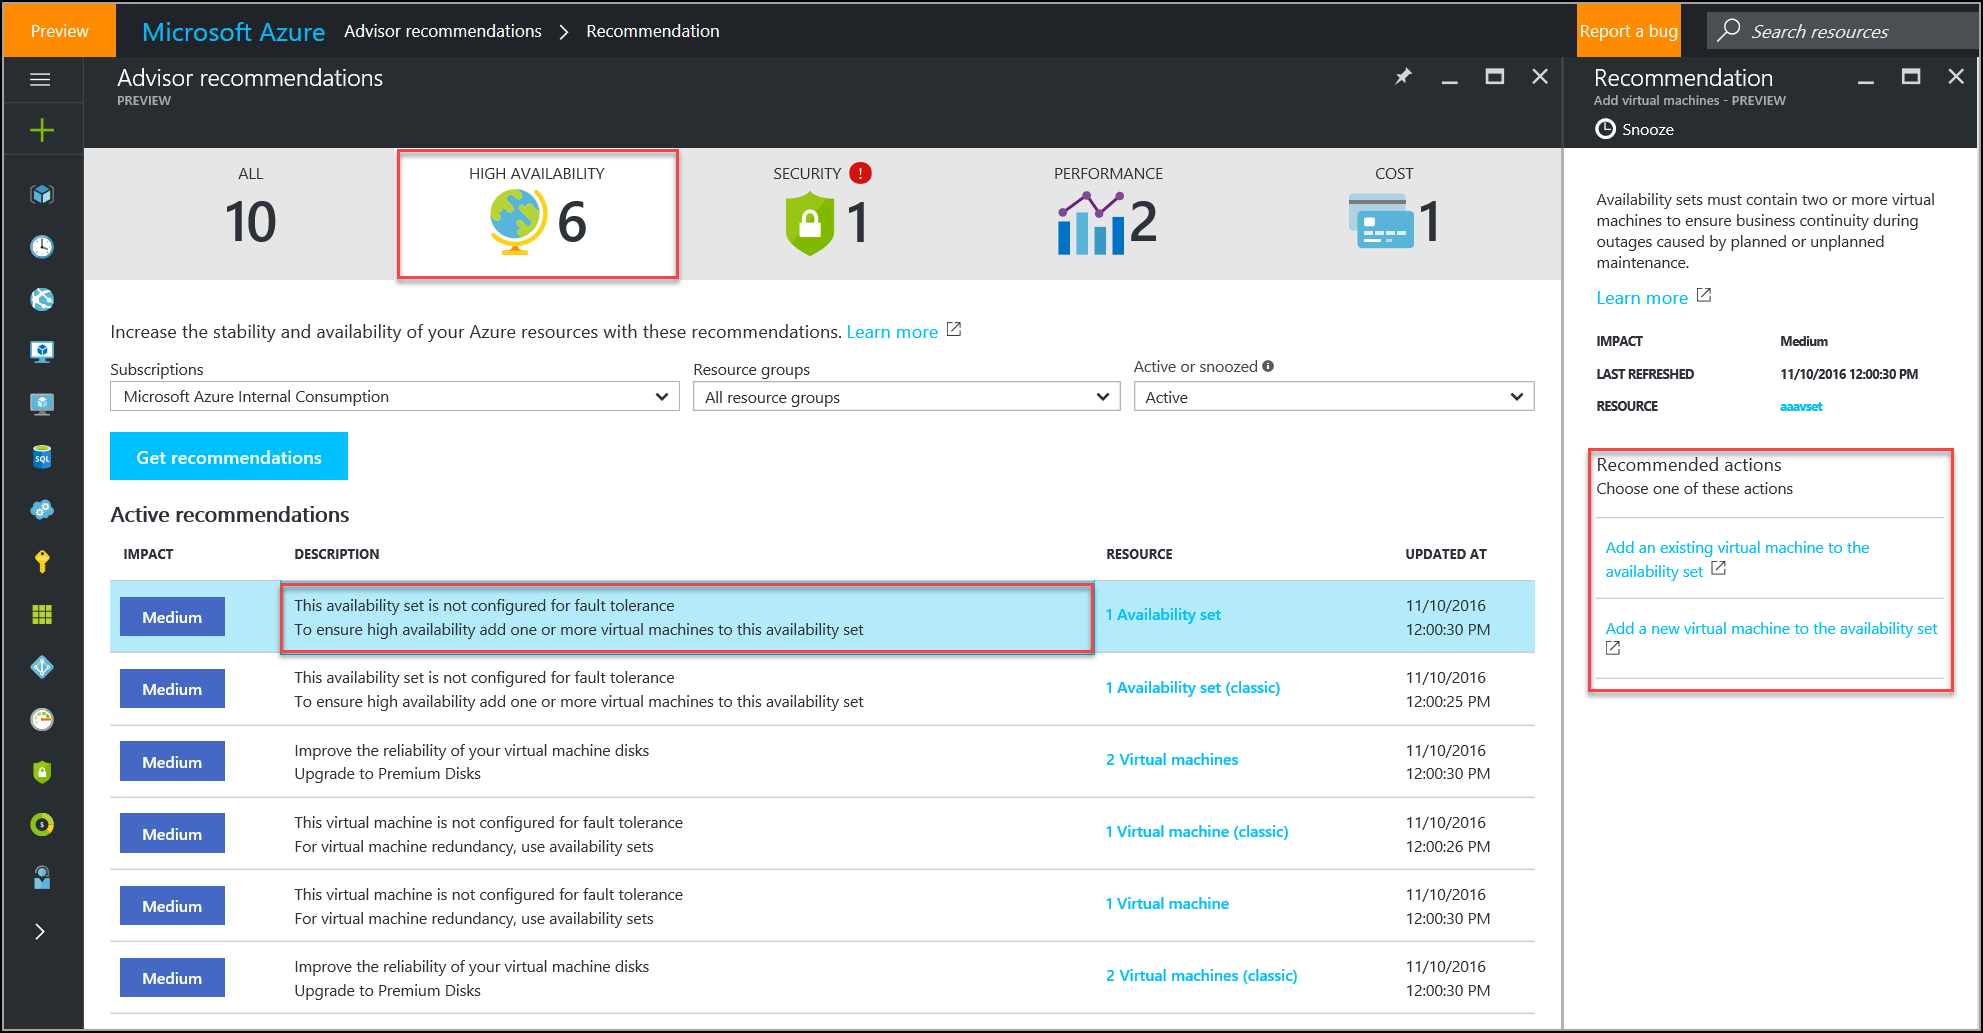 Preview
Microsoft Azure Advisor recommendations > Recommendation
Report a bug
Search resources
Advisor recommendations
PREVIEW
ALL
10
HIGH AVAILABILITY
6
SECURITY !
1
PERFORMANCE
2
COST
1
Increase the stability and availability of your Azure resources with these recommendations. Learn more
Subscriptions
Microsoft Azure Internal Consumption
Resource groups
All resource groups
Active or snoozed
Active
Get recommendations
Active recommendations
IMPACT DESCRIPTION RESOURCE UPDATED AT
Medium
This availability set is not configured for fault tolerance
To ensure high availability add one or more virtual machines to this availability set
1 Availability set
11/10/2016
12:00:30 PM
Medium
This availability set is not configured for fault tolerance
To ensure high availability add one or more virtual machines to this availability set
1 Availability set (classic)
11/10/2016
12:00:25 PM
Medium
Improve the reliability of your virtual machine disks
Upgrade to Premium Disks
2 Virtual machines
11/10/2016
12:00:30 PM
Medium
This virtual machine is not configured for fault tolerance
For virtual machine redundancy, use availability sets
1 Virtual machine (classic)
11/10/2016
12:00:26 PM
Medium
This virtual machine is not configured for fault tolerance
For virtual machine redundancy, use availability sets
1 Virtual machine
11/10/2016
12:00:30 PM
Medium
Improve the reliability of your virtual machine disks
Upgrade to Premium Disks
2 Virtual machines (classic)
11/10/2016
12:00:30 PM
SQL
Recommendation
Add virtual machines - PREVIEW
Snooze
Availability sets must contain two or more virtual
machines to ensure business continuity during
outages caused by planned or unplanned
maintenance.
Learn more
IMPACT Medium
LAST REFRESHED 11/10/2016 12:00:30 PM
RESOURCE aaavset
Recommended actions
Choose one of these actions
Add an existing virtual machine to the
availability set
Add a new virtual machine to the availability set